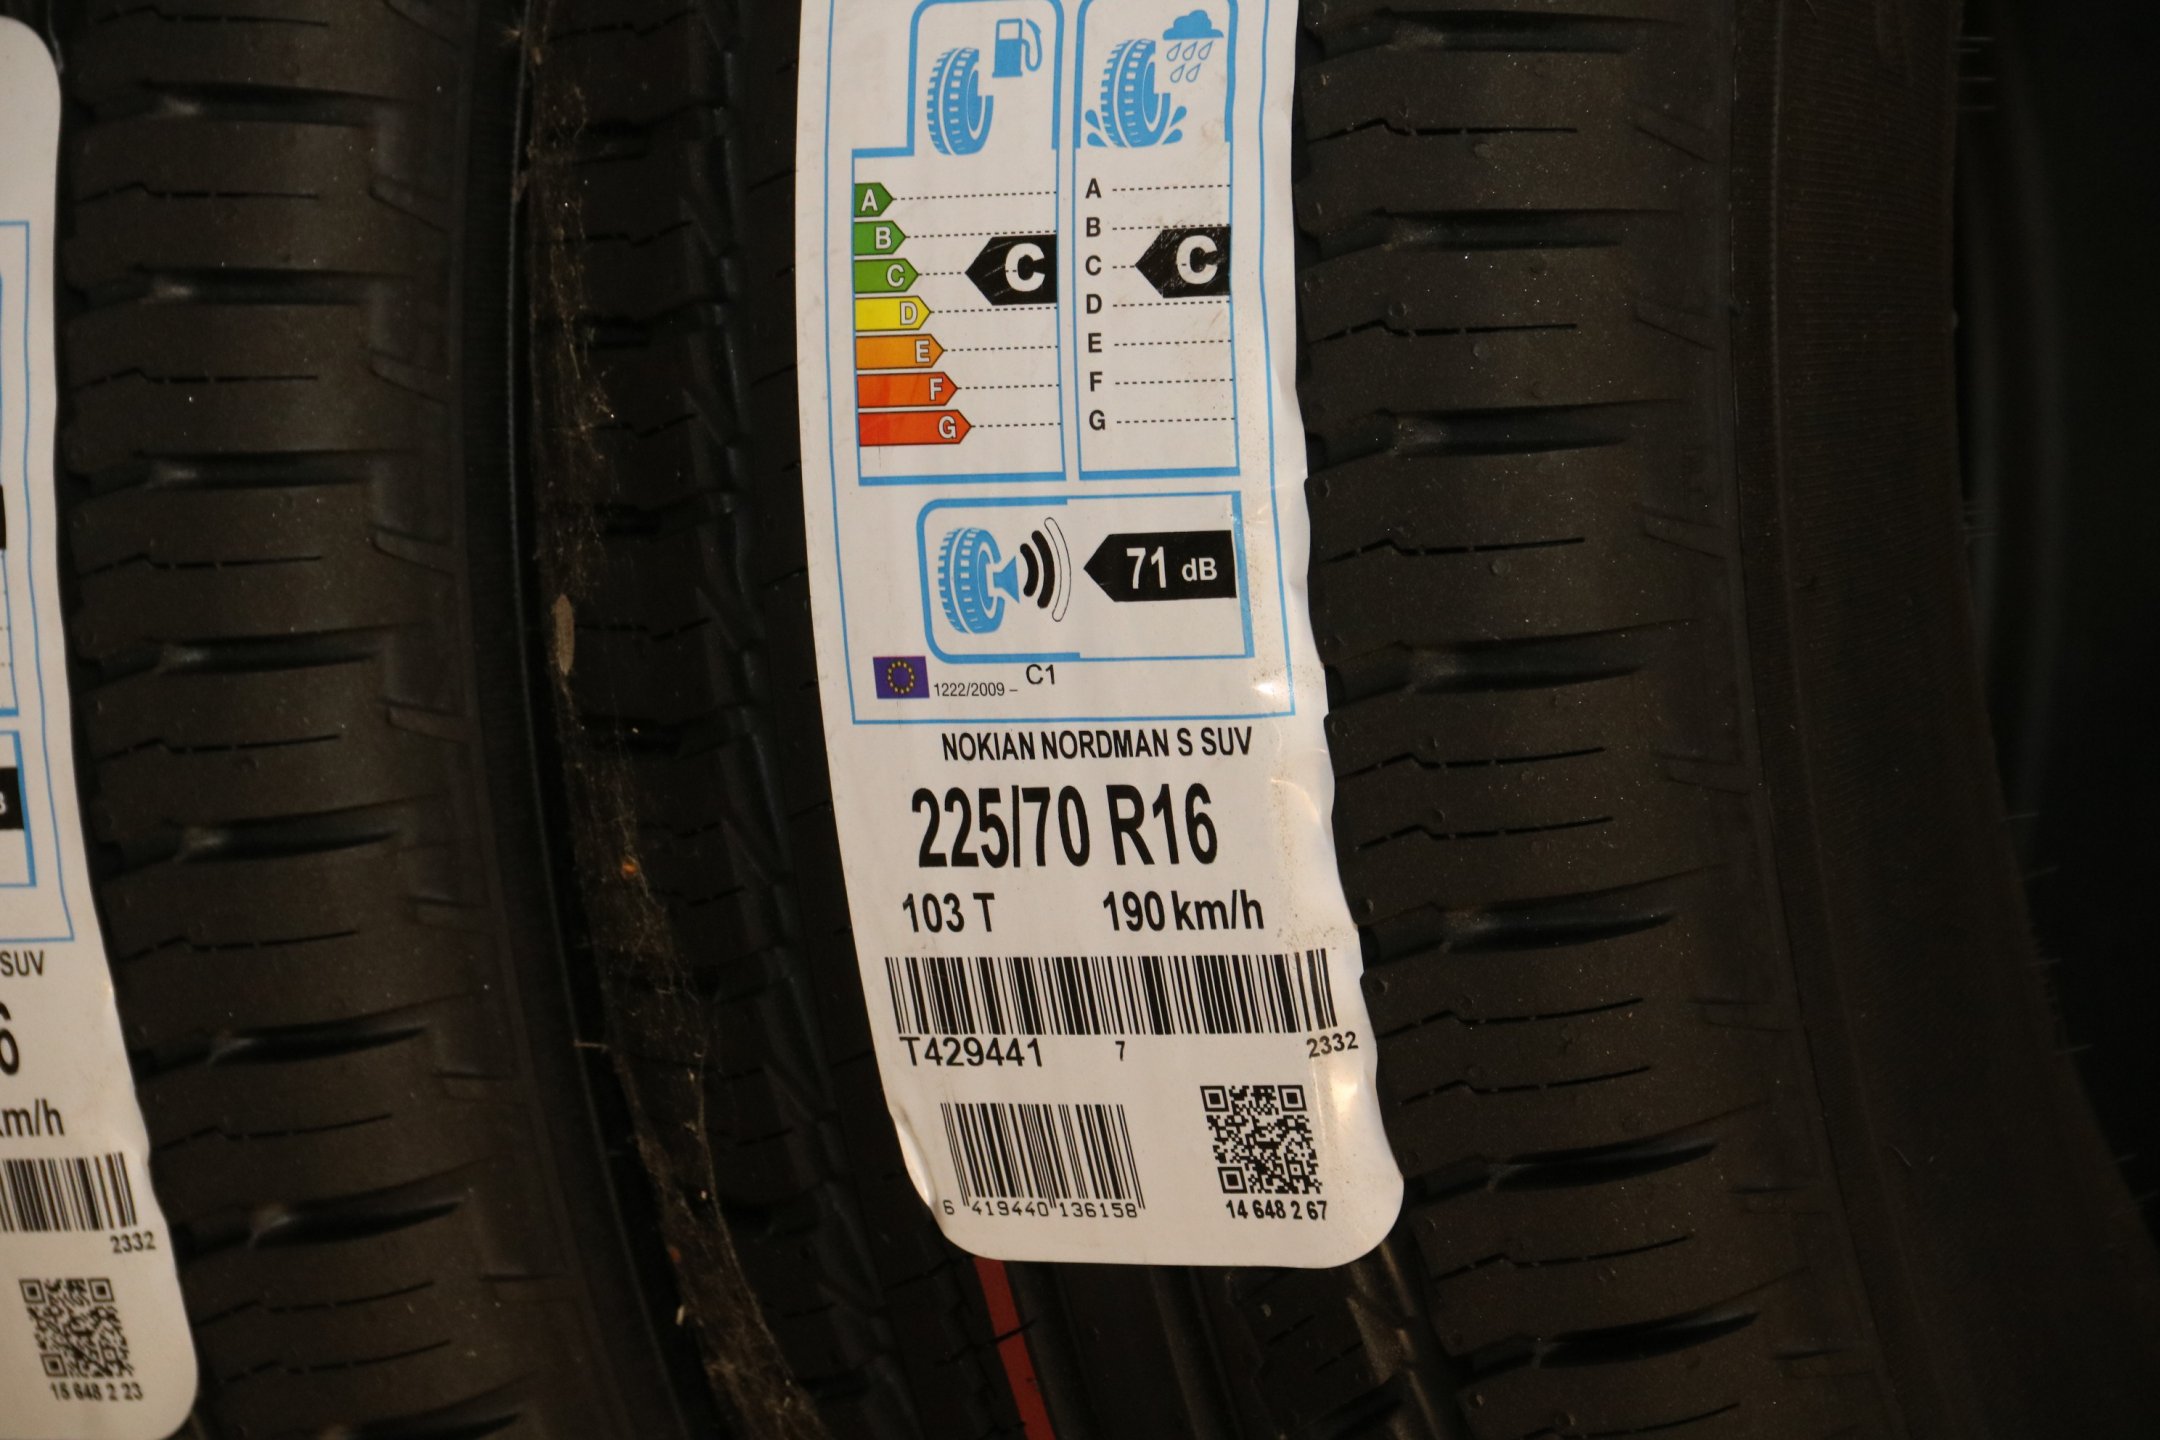 A
B
C
D
E
F
G
C
A
B
C
D
E
F
G
C
71 dB
1222/2009 – C1
NOKIAN NORDMAN S SUV
225/70 R16
103 T 190 km/h
T429441 7 2332
6 419440 136158
14 648 2 67
SUV
km/h
2332
15 648 2 23